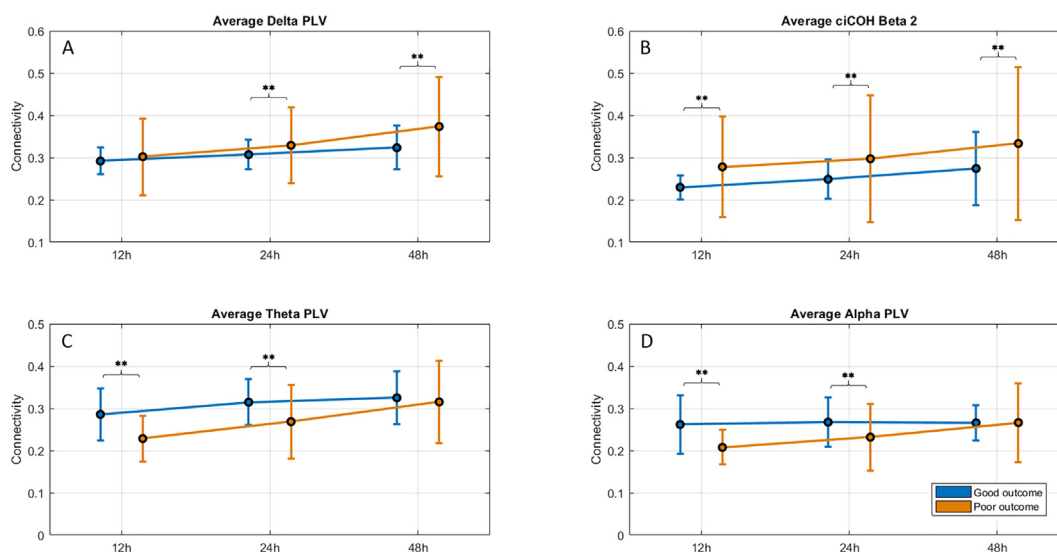 Average Delta PLV
A
Connectivity
0.6
0.5
0.4
0.3
0.2
0.1
**
**
12h
24h
48h
Average ciCOH Beta 2
B
Connectivity
0.6
0.5
0.4
0.3
0.2
0.1
**
**
**
12h
24h
48h
Average Theta PLV
C
Connectivity
0.5
0.4
0.3
0.2
0.1
0
**
**
12h
24h
48h
Average Alpha PLV
D
Connectivity
0.5
0.4
0.3
0.2
0.1
0
**
**
12h
24h
48h
Good outcome
Poor outcome